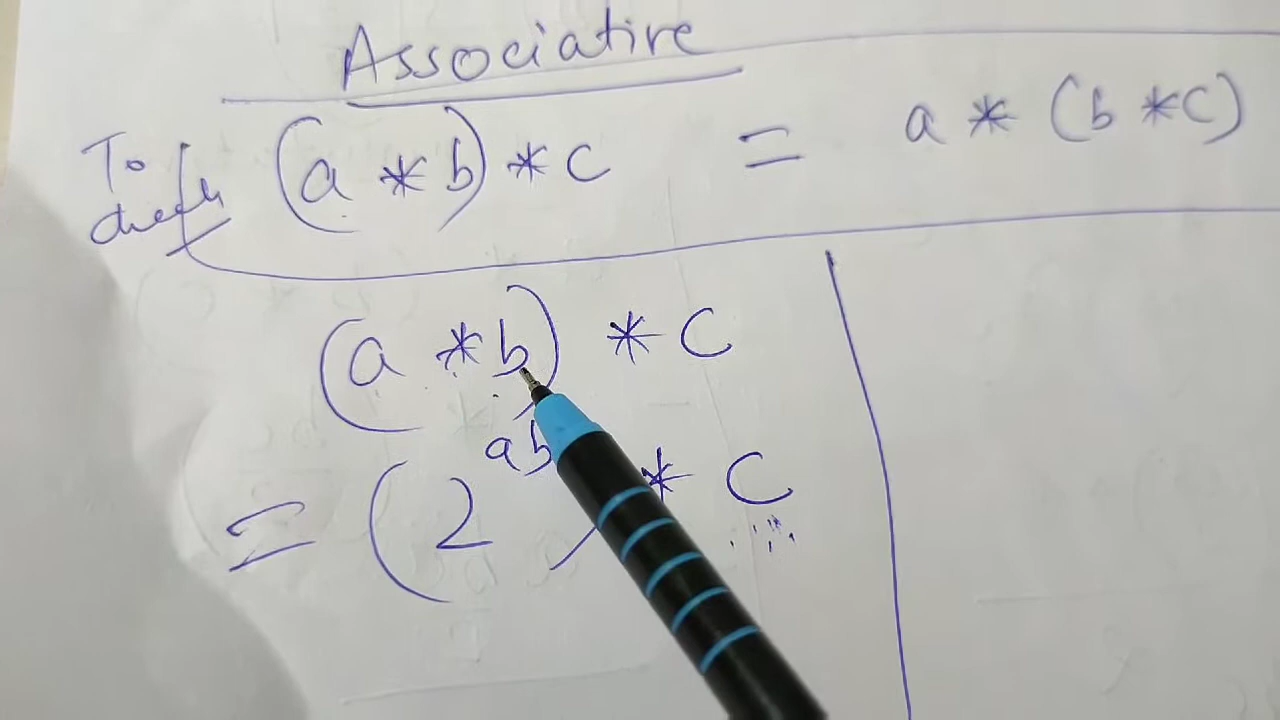 Associative
To check (a * b) * c = a * (b * c)
(a * b) * c
= (2^ab) * c